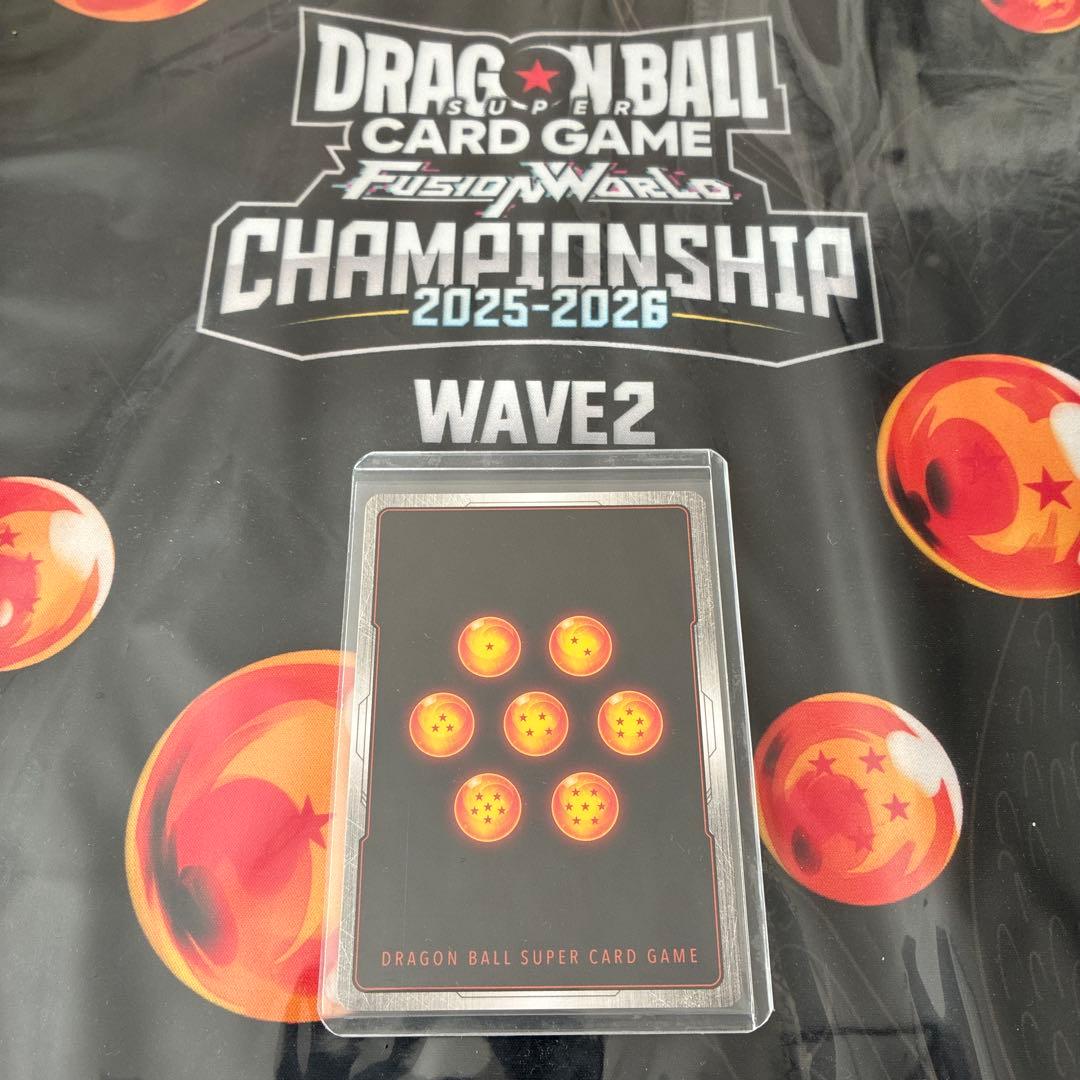 DRAGON BALL
SUPER
CARD GAME
FUSION WORLD
CHAMPIONSHIP
2025-2026
WAVE2
DRAGON BALL SUPER CARD GAME